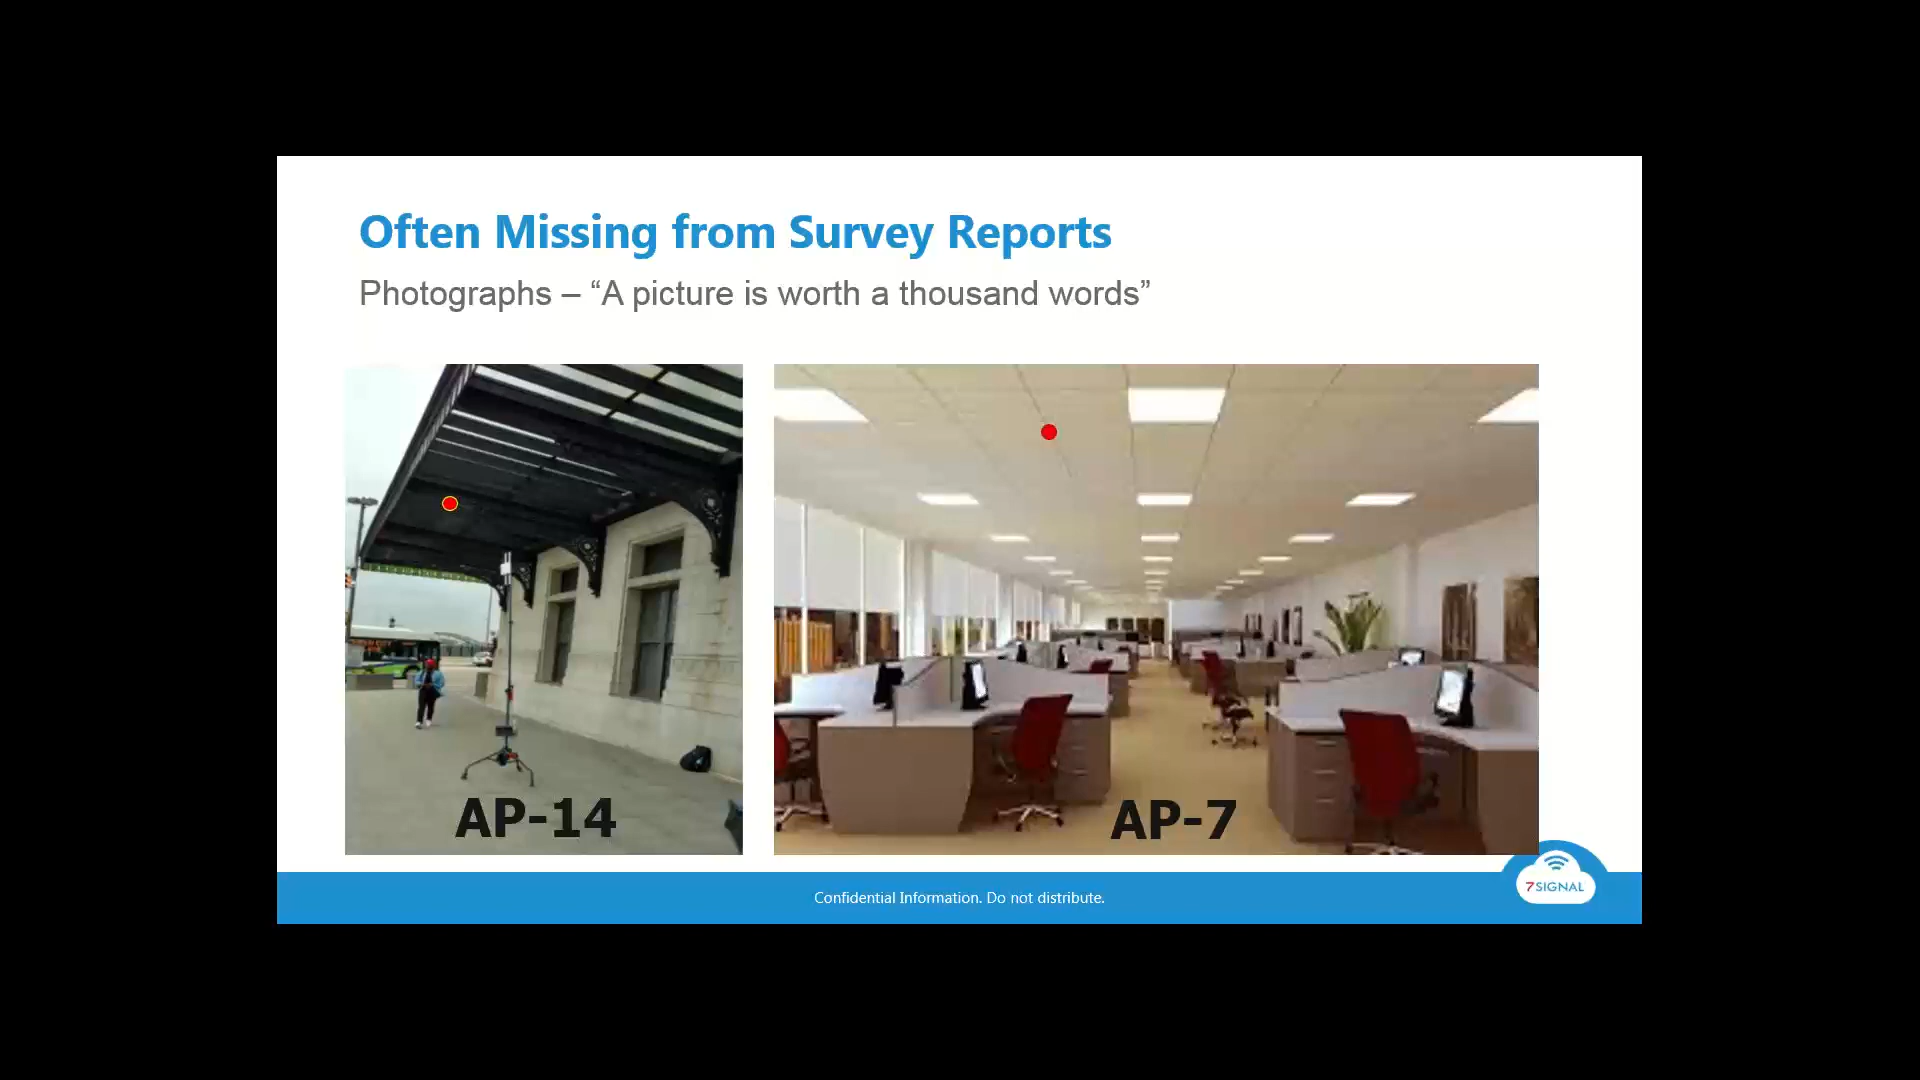 Often Missing from Survey Reports
Photographs – “A picture is worth a thousand words”
AP-14
AP-7
Confidential Information. Do not distribute.
7SIGNAL